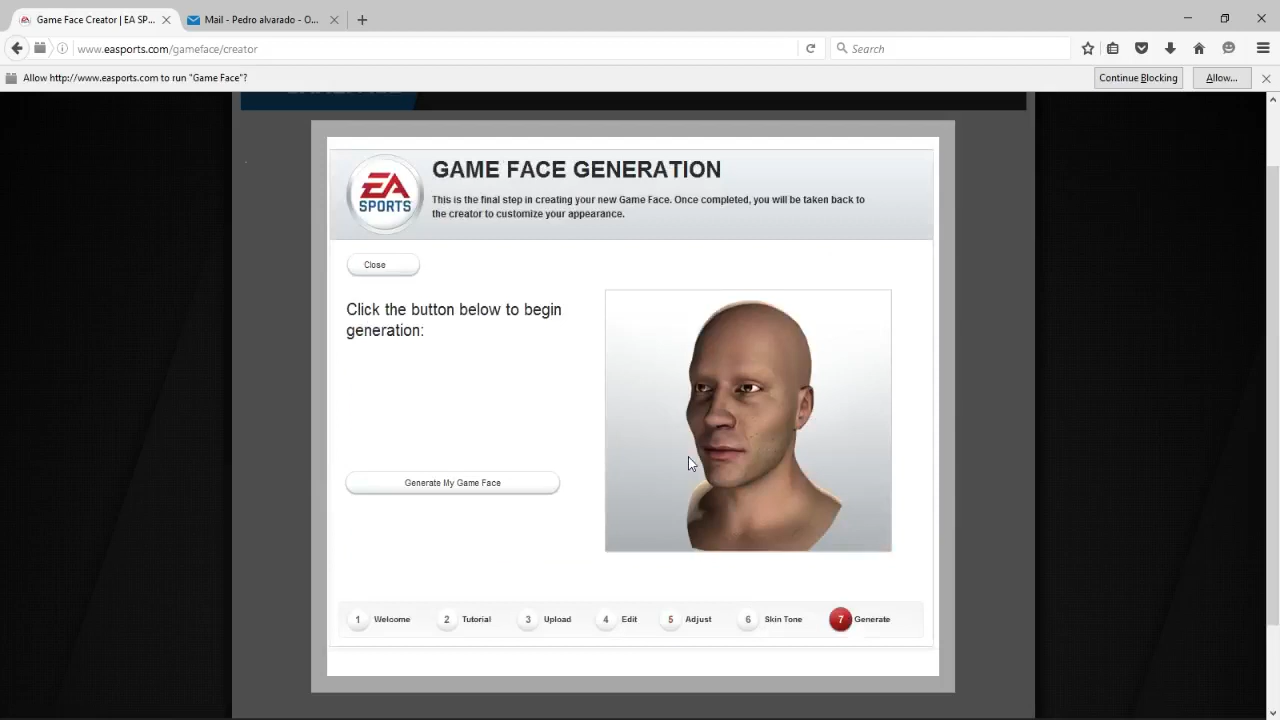 Game Face Creator | EA SP...
Mail - Pedro alvarado - O...
www.easports.com/gameface/creator
Search
Allow http://www.easports.com to run "Game Face"?
Continue Blocking
Allow...
EA
SPORTS
GAME FACE GENERATION
This is the final step in creating your new Game Face. Once completed, you will be taken back to
the creator to customize your appearance.
Close
Click the button below to begin
generation:
Generate My Game Face
1 Welcome
2 Tutorial
3 Upload
4 Edit
5 Adjust
6 Skin Tone
7 Generate